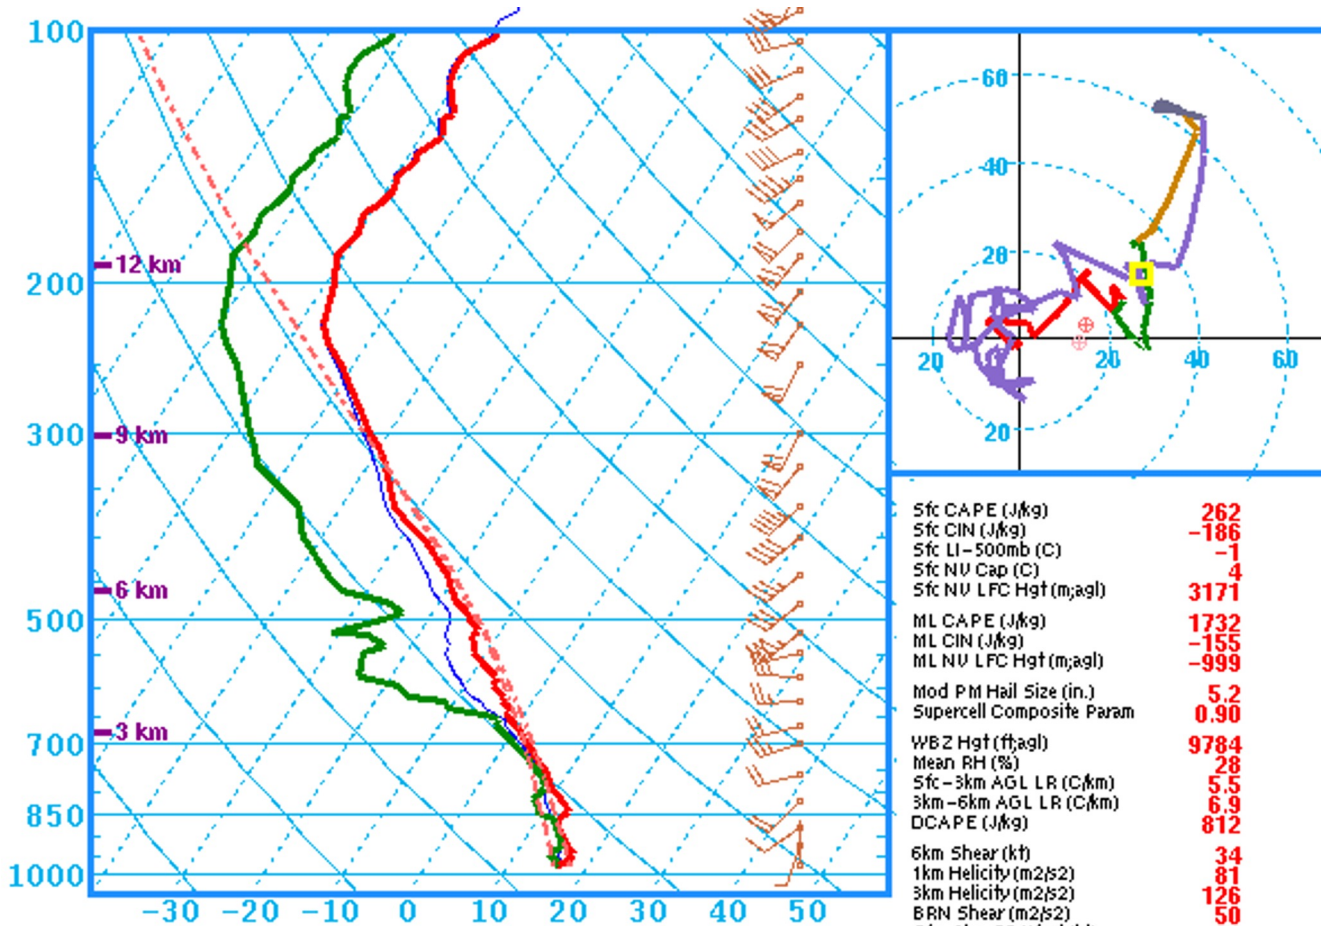 100
12 km
200
300
9 km
6 km
500
700
3 km
850
1000
-30 -20 -10 0 10 20 30 40 50
60
40
20
20 20 40 60
20
Sfc CAPE (J/kg) 262
Sfc CIN (J/kg) -186
Sfc LI-500mb (C) -1
Sfc NV Cap (C) 4
Sfc NV LFC Hgt (m;agl) 3171
ML CAPE (J/kg) 1732
ML CIN (J/kg) -155
ML NV LFC Hgt (m;agl) -999
Mod PM Hail Size (in.) 5.2
Supercell Composite Param 0.90
WBZ Hgt (ft;agl) 9784
Mean RH (%) 28
Sfc-3km AGL LR (C/km) 5.5
3km-6km AGL LR (C/km) 6.9
DCAPE (J/kg) 812
6km Shear (kt) 34
1km Helicity (m2/s2) 81
3km Helicity (m2/s2) 126
BRN Shear (m2/s2) 50